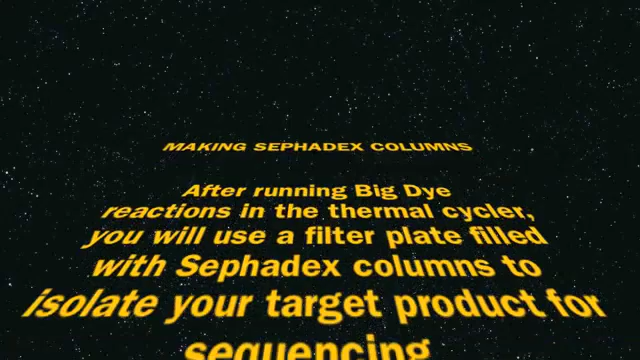 MAKING SEPHADEX COLUMNS
After running Big Dye
reactions in the thermal cycler,
you will use a filter plate filled
with Sephadex columns to
isolate your target product for
sequencing